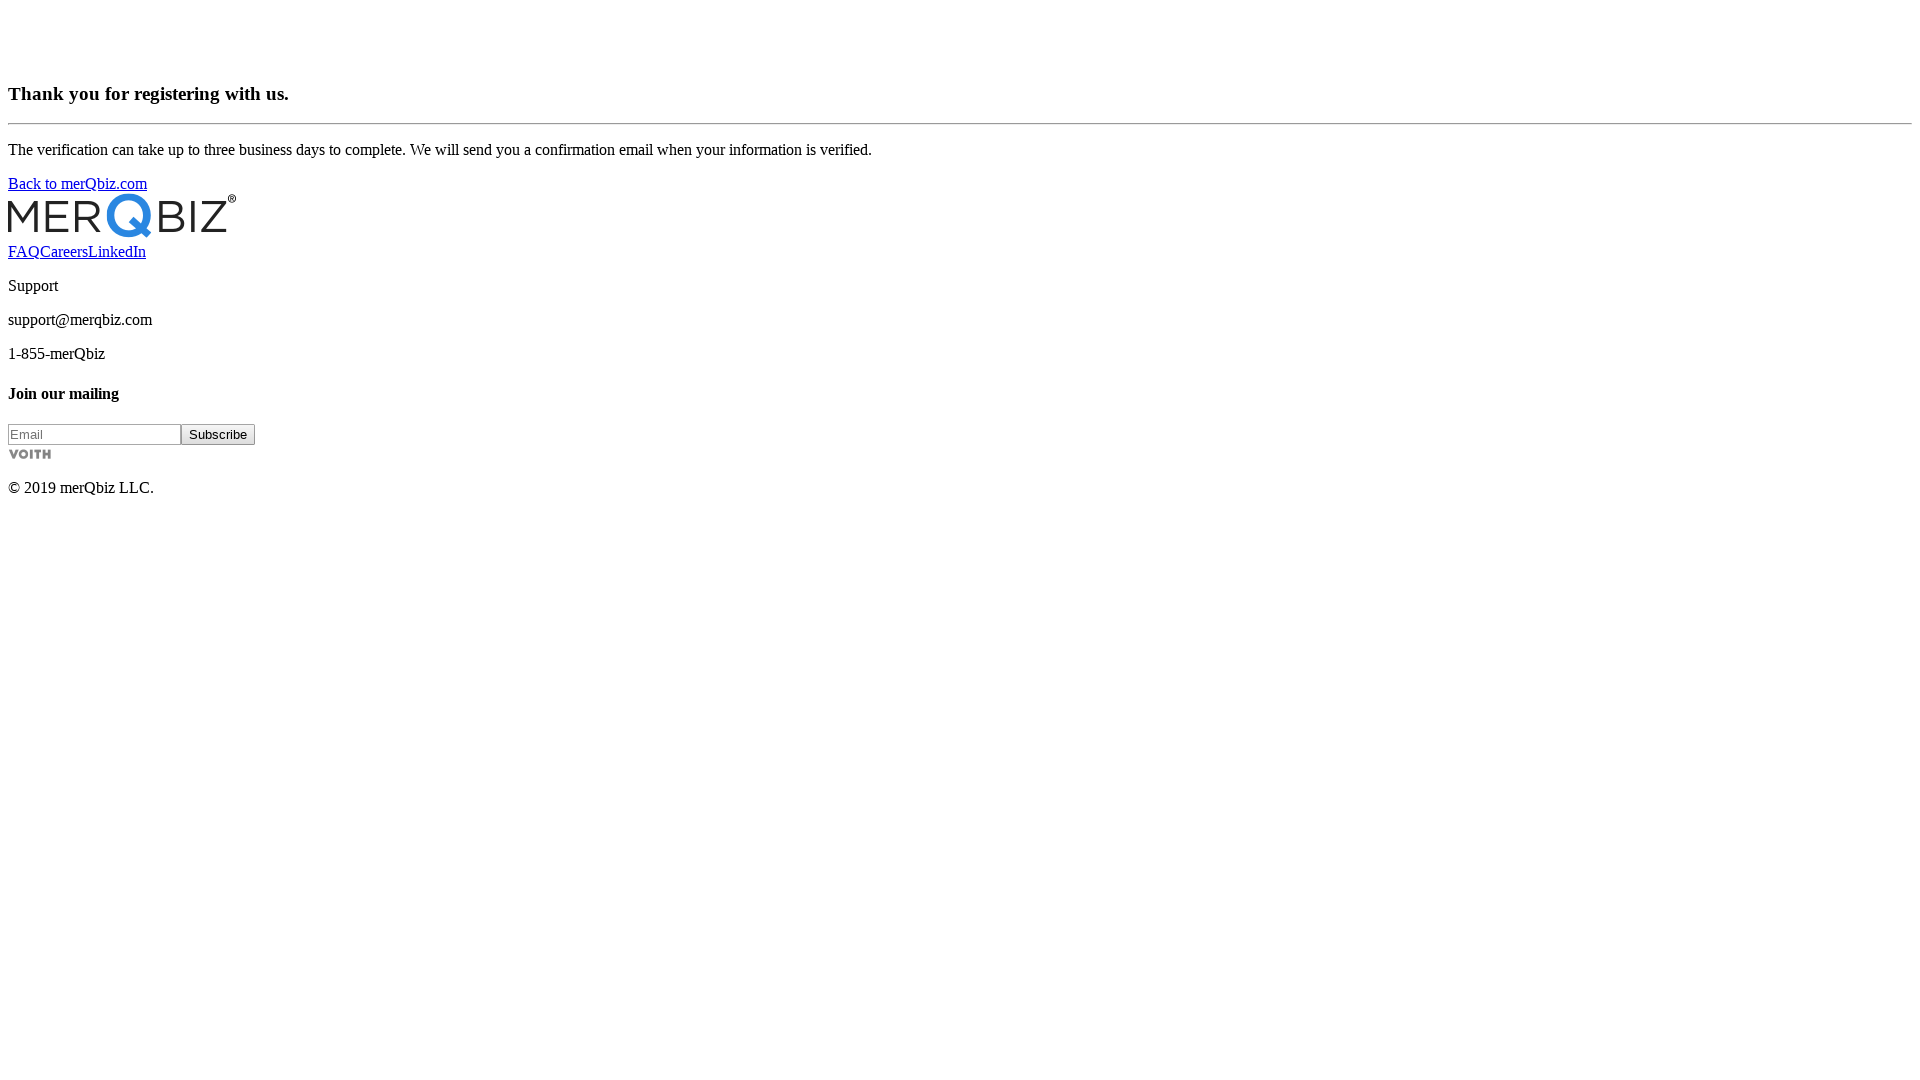 Thank you for registering with us.
The verification can take up to three business days to complete. We will send you a confirmation email when your information is verified.
Back to merQbiz.com
MERQBIZ®
FAQCareersLinkedIn
Support
support@merqbiz.com
1-855-merQbiz
Join our mailing
Email Subscribe
VOITH
© 2019 merQbiz LLC.